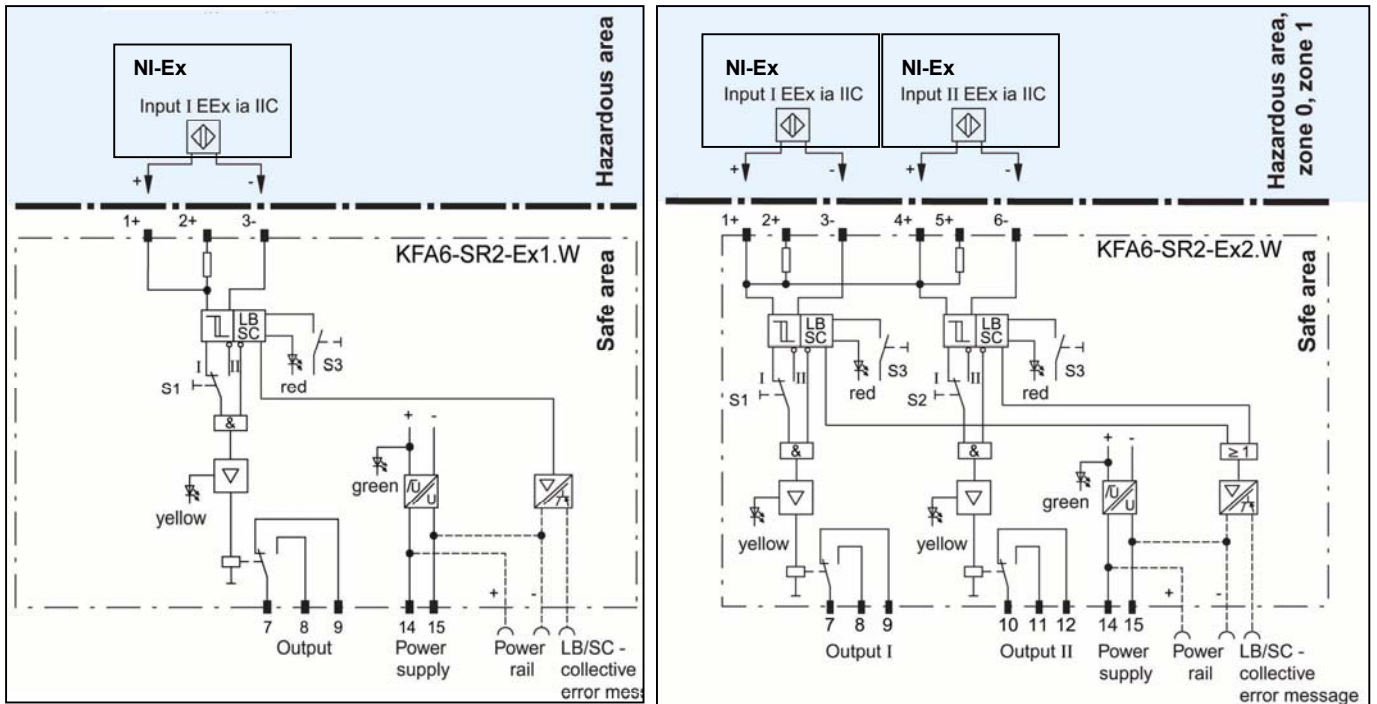 NI-Ex
Input I EEx ia IIC
Hazardous area
+
-
1+
2+
3-
KFA6-SR2-Ex1.W
Safe area
LB
SC
I
II
S3
S1
red
&
+
-
green
U
U
yellow
+
-
7
8
9
14
15
Output
Power
supply
Power
rail
LB/SC -
collective
error mes
NI-Ex
NI-Ex
Input I EEx ia IIC
Input II EEx ia IIC
Hazardous area,
zone 0, zone 1
+
-
+
-
1+
2+
3-
4+
5+
6-
KFA6-SR2-Ex2.W
Safe area
LB
SC
LB
SC
I
II
S3
S1
red
I
II
S3
S2
red
&
&
+
-
≥ 1
green
U
U
yellow
yellow
+
-
7
8
9
10
11
12
14
15
Output I
Output II
Power
supply
Power
rail
LB/SC -
collective
error message